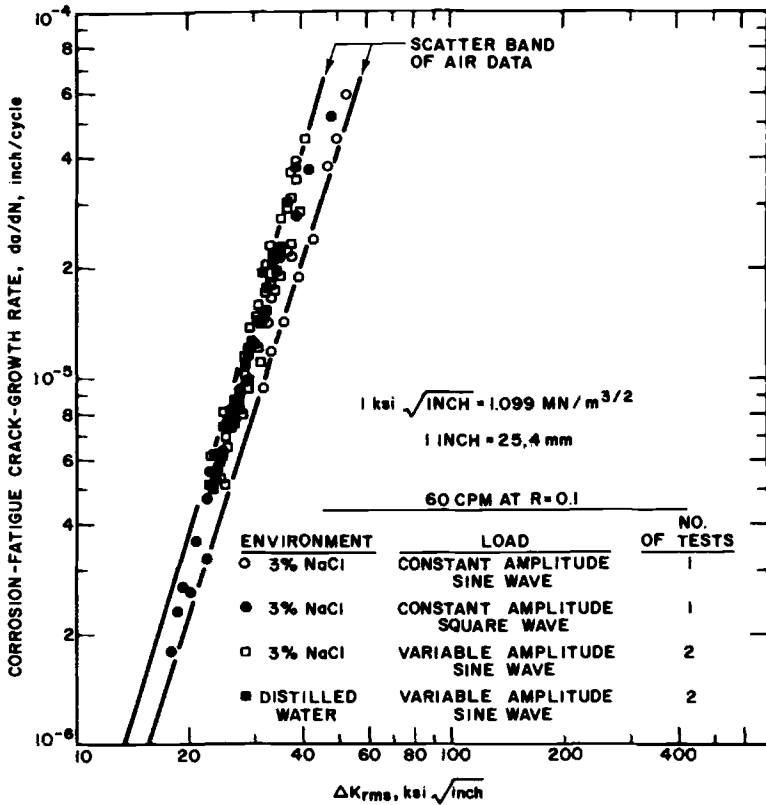 10⁻⁴
8
6
4
2
10⁻⁵
8
6
4
2
10⁻⁶
CORROSION-FATIGUE CRACK-GROWTH RATE, da/dN, inch/cycle
SCATTER BAND
OF AIR DATA
1 ksi √INCH = 1.099 MN/m³/²
1 INCH = 25,4 mm
60 CPM AT R=0.1
ENVIRONMENT LOAD NO. OF TESTS
3% NaCl CONSTANT AMPLITUDE SINE WAVE 1
3% NaCl CONSTANT AMPLITUDE SQUARE WAVE 1
3% NaCl VARIABLE AMPLITUDE SINE WAVE 2
DISTILLED WATER VARIABLE AMPLITUDE SINE WAVE 2
10 20 40 60 80 100 200 400
ΔKrms, ksi √inch